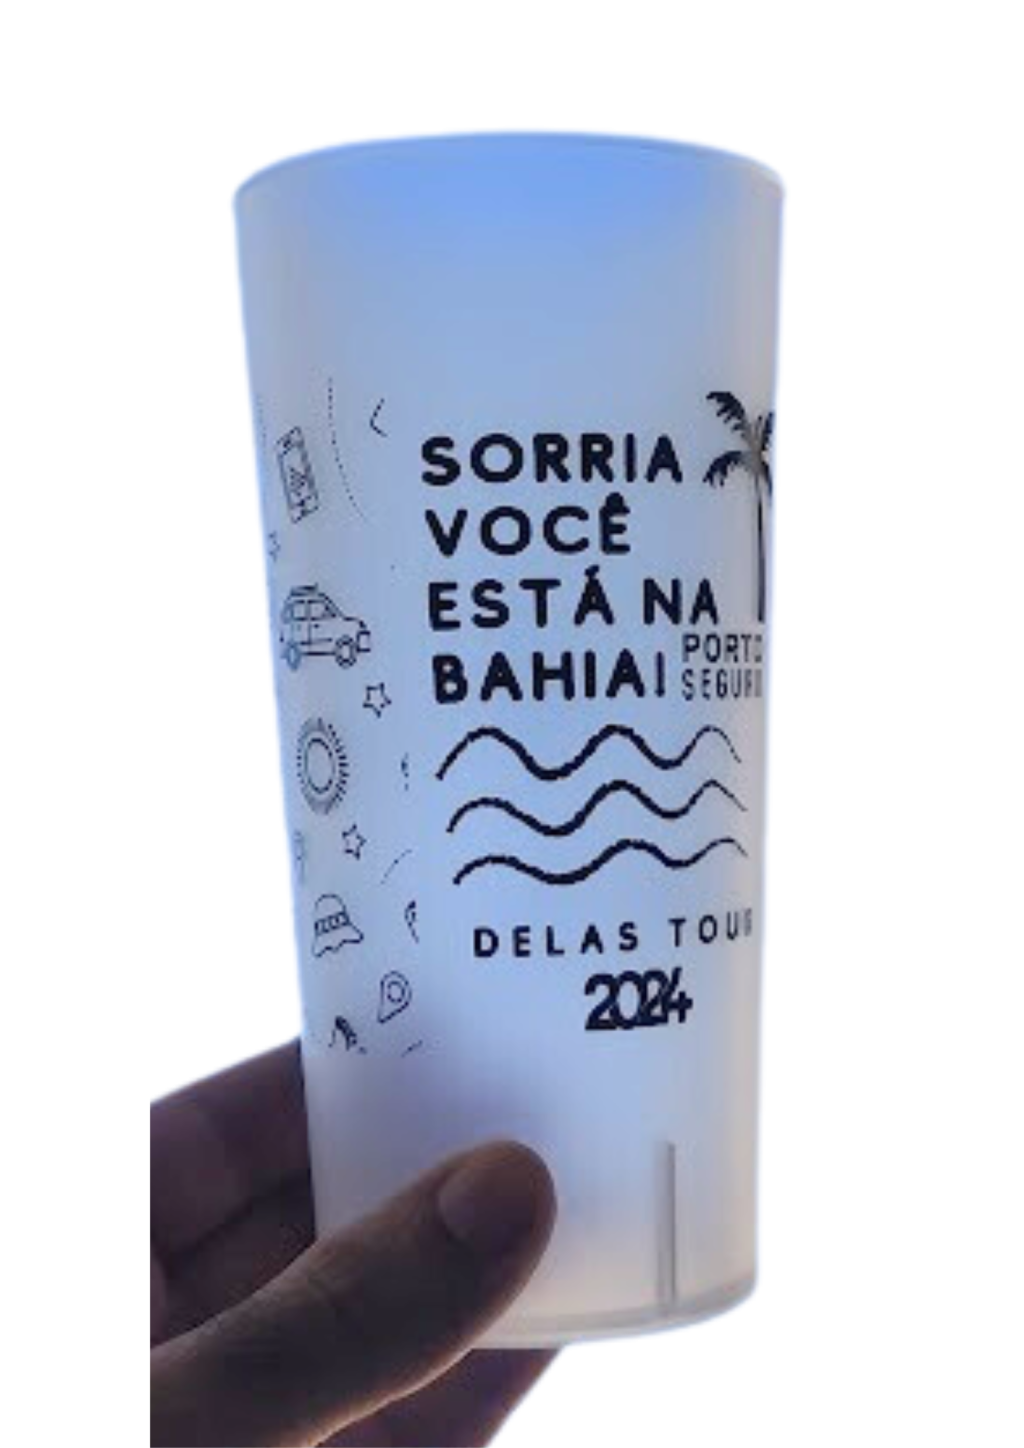 SORRIA
VOCÊ
ESTÁ NA
BAHIA!
PORTO
SEGURO
DELAS TOUR
2024